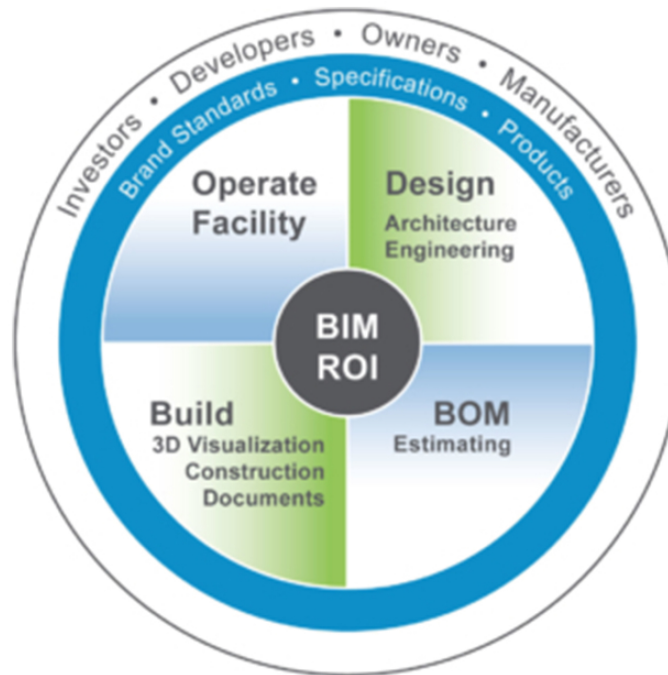 Investors • Developers • Owners • Manufacturers
Brand Standards • Specifications • Products
Operate
Facility
Design
Architecture
Engineering
BIM
ROI
Build
3D Visualization
Construction
Documents
BOM
Estimating